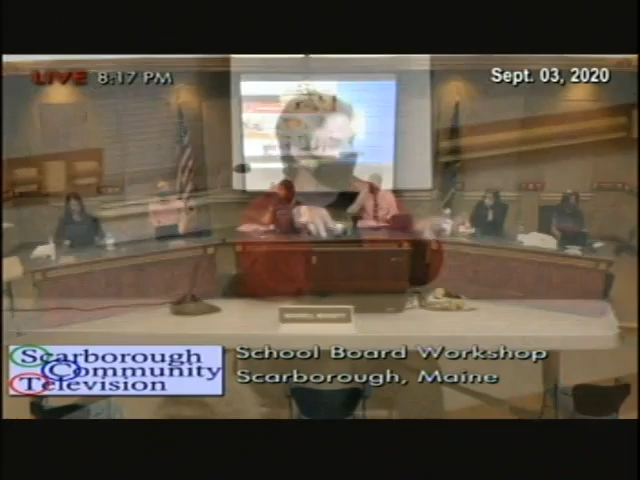 LIVE 8:17 PM
Sept. 03, 2020
Scarborough
Community
Television
School Board Workshop
Scarborough, Maine